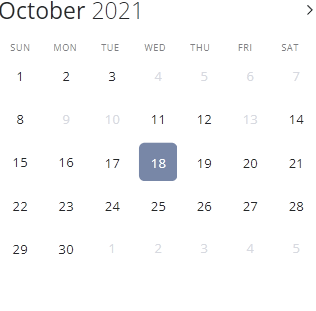 October 2021
SUN MON TUE WED THU FRI SAT
1 2 3 4 5 6 7
8 9 10 11 12 13 14
15 16 17 18 19 20 21
22 23 24 25 26 27 28
29 30 1 2 3 4 5